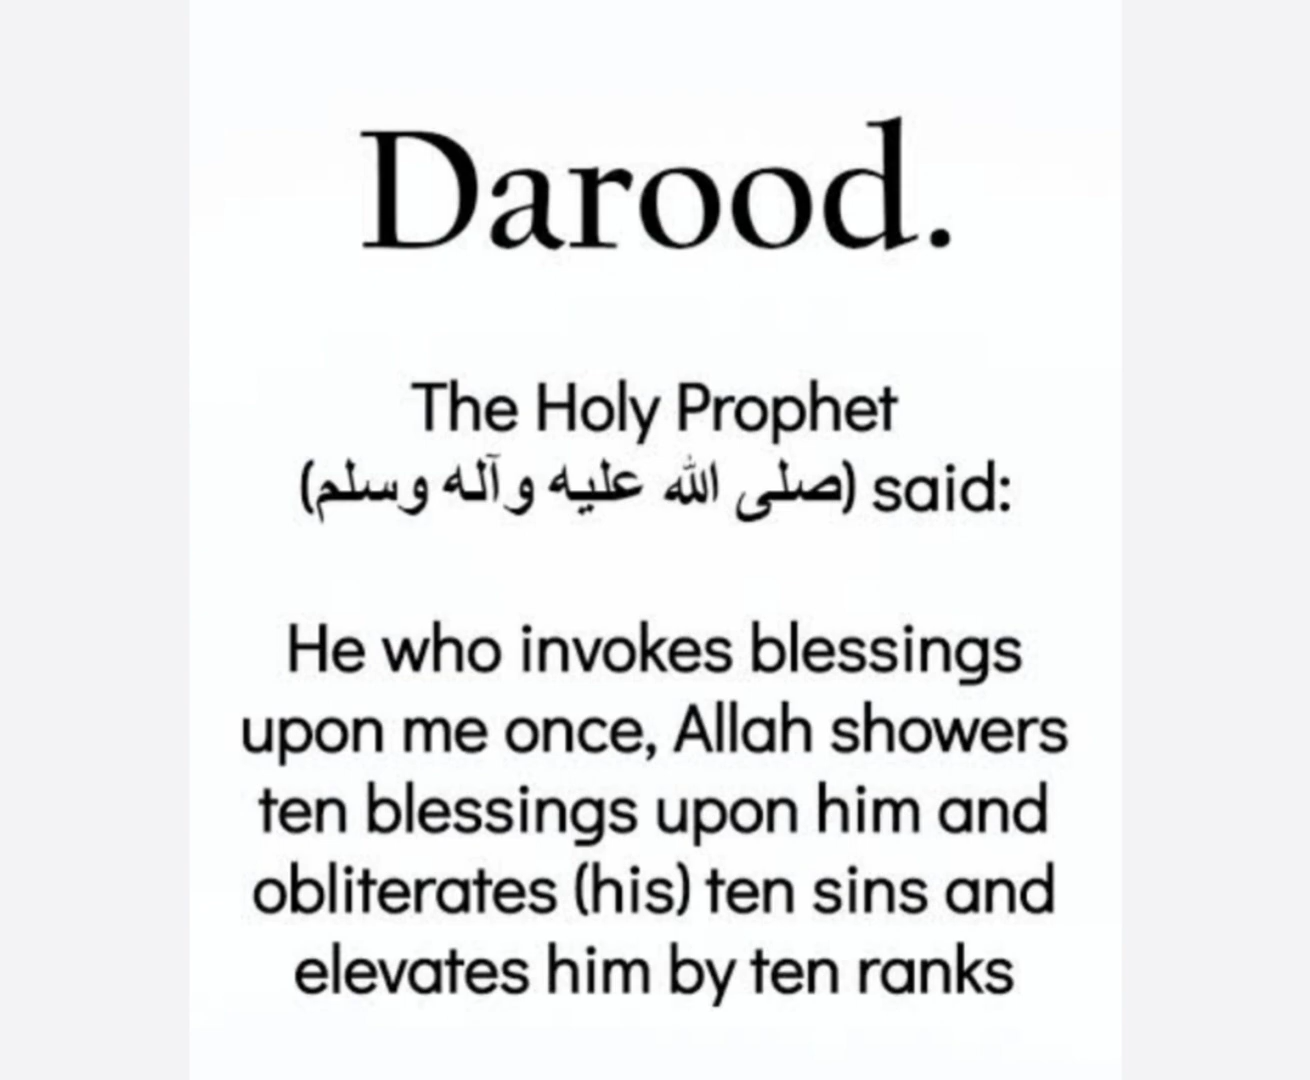 Darood.
The Holy Prophet
(صلى الله عليه وآله وسلم) said:
He who invokes blessings
upon me once, Allah showers
ten blessings upon him and
obliterates (his) ten sins and
elevates him by ten ranks